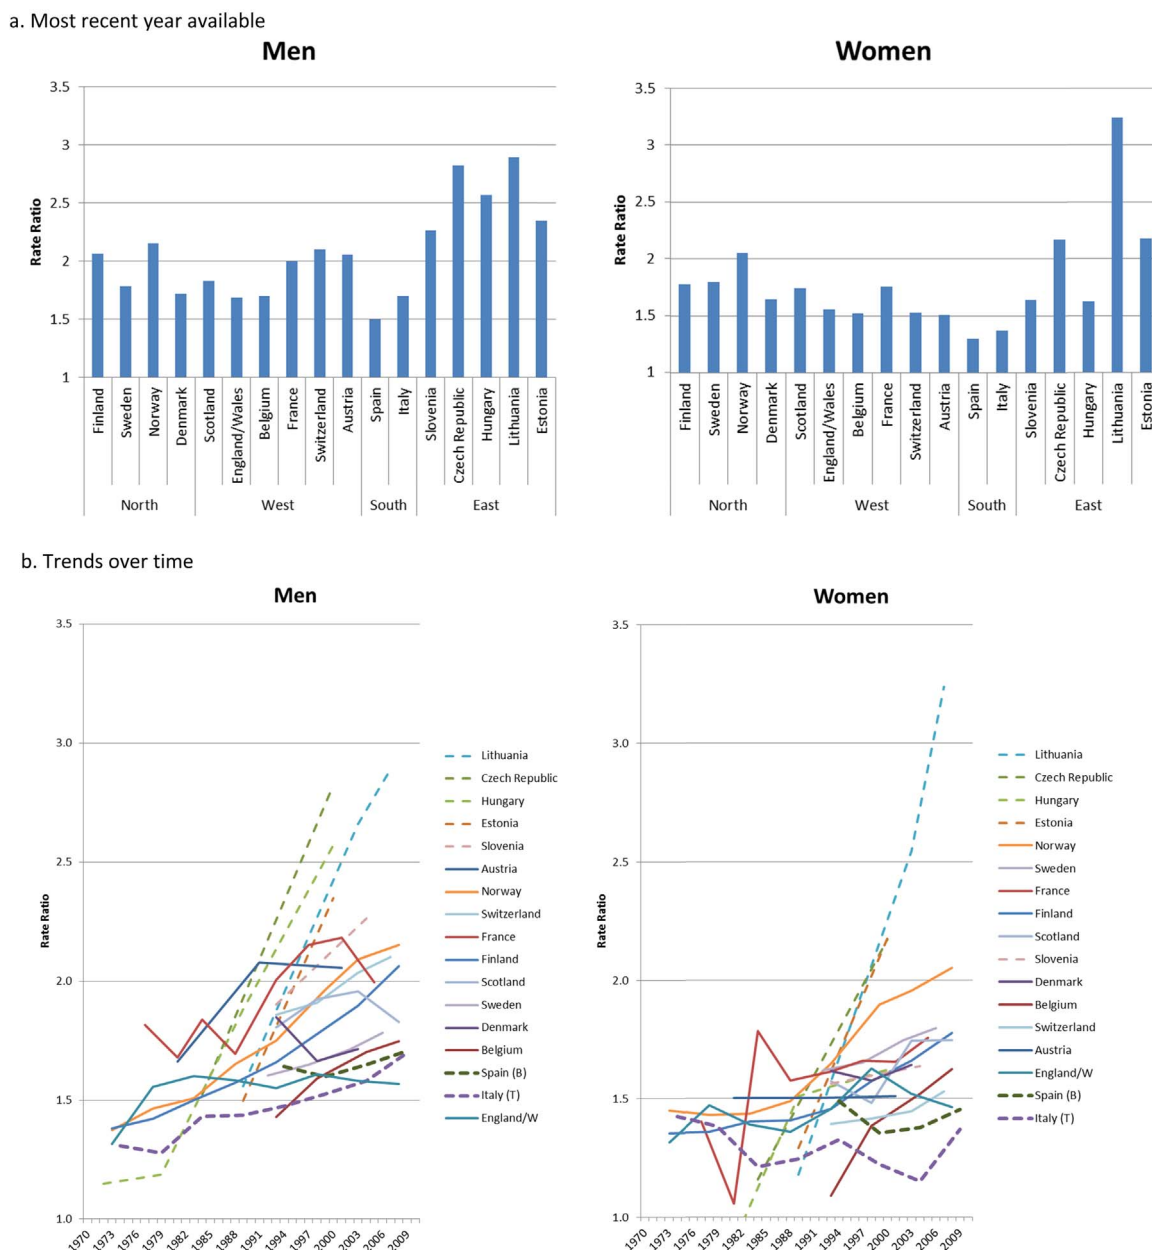 a. Most recent year available
Men
3.5
3
2.5
2
1.5
1
Rate Ratio
Finland
Sweden
Norway
Denmark
Scotland
England/Wales
Belgium
France
Switzerland
Austria
Spain
Italy
Slovenia
Czech Republic
Hungary
Lithuania
Estonia
North
West
South
East
Women
3.5
3
2.5
2
1.5
1
Rate Ratio
Finland
Sweden
Norway
Denmark
Scotland
England/Wales
Belgium
France
Switzerland
Austria
Spain
Italy
Slovenia
Czech Republic
Hungary
Lithuania
Estonia
North
West
South
East
b. Trends over time
Men
3.5
3.0
2.5
2.0
1.5
1.0
Rate Ratio
1970
1973
1976
1979
1982
1985
1988
1991
1994
1997
2000
2003
2006
2009
Lithuania
Czech Republic
Hungary
Estonia
Slovenia
Austria
Norway
Switzerland
France
Finland
Scotland
Sweden
Denmark
Belgium
Spain (B)
Italy (T)
England/W
Women
3.5
3.0
2.5
2.0
1.5
1.0
Rate Ratio
1970
1973
1976
1979
1982
1985
1988
1991
1994
1997
2000
2003
2006
2009
Lithuania
Czech Republic
Hungary
Estonia
Norway
Sweden
France
Finland
Scotland
Slovenia
Denmark
Belgium
Switzerland
Austria
England/W
Spain (B)
Italy (T)